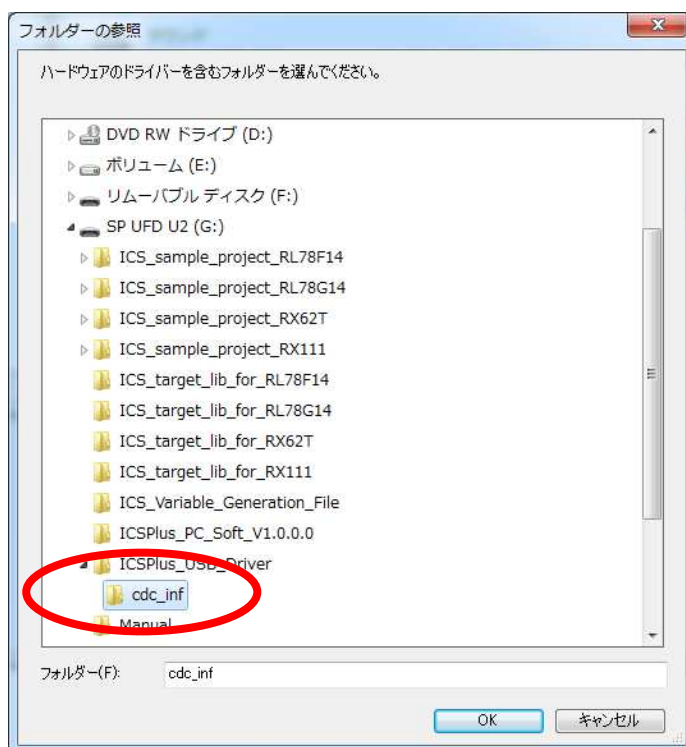 フォルダーの参照
ハードウェアのドライバーを含むフォルダーを選んでください。
DVD RW ドライブ (D:)
ボリューム (E:)
リムーバブル ディスク (F:)
SP UFD U2 (G:)
ICS_sample_project_RL78F14
ICS_sample_project_RL78G14
ICS_sample_project_RX62T
ICS_sample_project_RX111
ICS_target_lib_for_RL78F14
ICS_target_lib_for_RL78G14
ICS_target_lib_for_RX62T
ICS_target_lib_for_RX111
ICS_Variable_Generation_File
ICSPlus_PC_Soft_V1.0.0.0
ICSPlus_USB_Driver
cdc_inf
Manual
フォルダー(F): cdc_inf
OK キャンセル